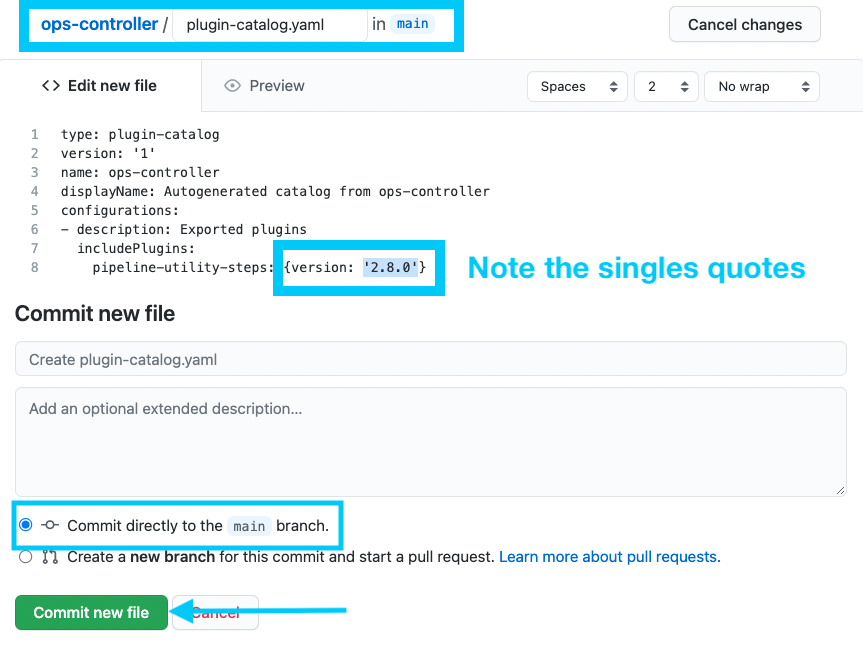 ops-controller / plugin-catalog.yaml in main Cancel changes
Edit new file Preview Spaces 2 No wrap
1 type: plugin-catalog
2 version: '1'
3 name: ops-controller
4 displayName: Autogenerated catalog from ops-controller
5 configurations:
6 - description: Exported plugins
7 includePlugins:
8 pipeline-utility-steps: {version: '2.8.0'}
Note the singles quotes
Commit new file
Create plugin-catalog.yaml
Add an optional extended description...
Commit directly to the main branch.
Create a new branch for this commit and start a pull request. Learn more about pull requests.
Commit new file Cancel